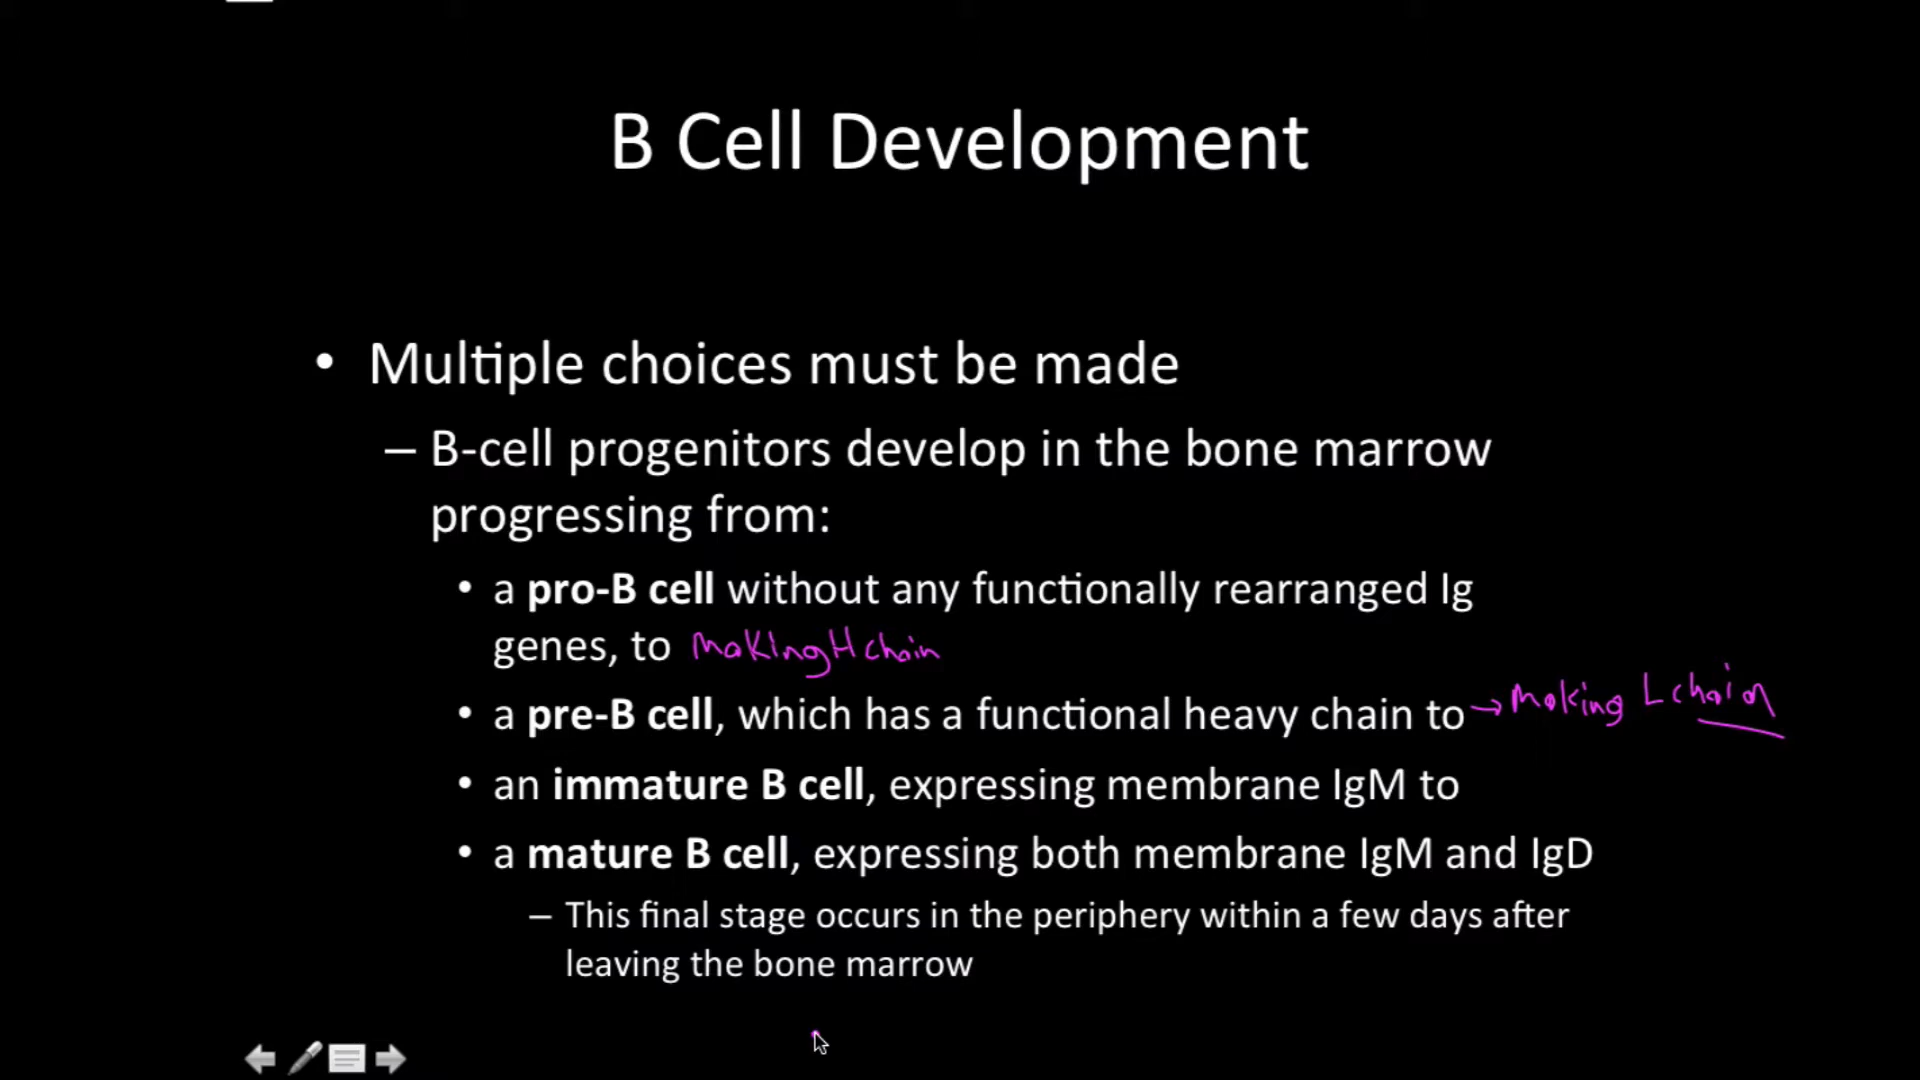 B Cell Development
• Multiple choices must be made
– B-cell progenitors develop in the bone marrow
progressing from:
• a pro-B cell without any functionally rearranged Ig
genes, to making H chain
• a pre-B cell, which has a functional heavy chain to → making L chain
• an immature B cell, expressing membrane IgM to
• a mature B cell, expressing both membrane IgM and IgD
– This final stage occurs in the periphery within a few days after
leaving the bone marrow